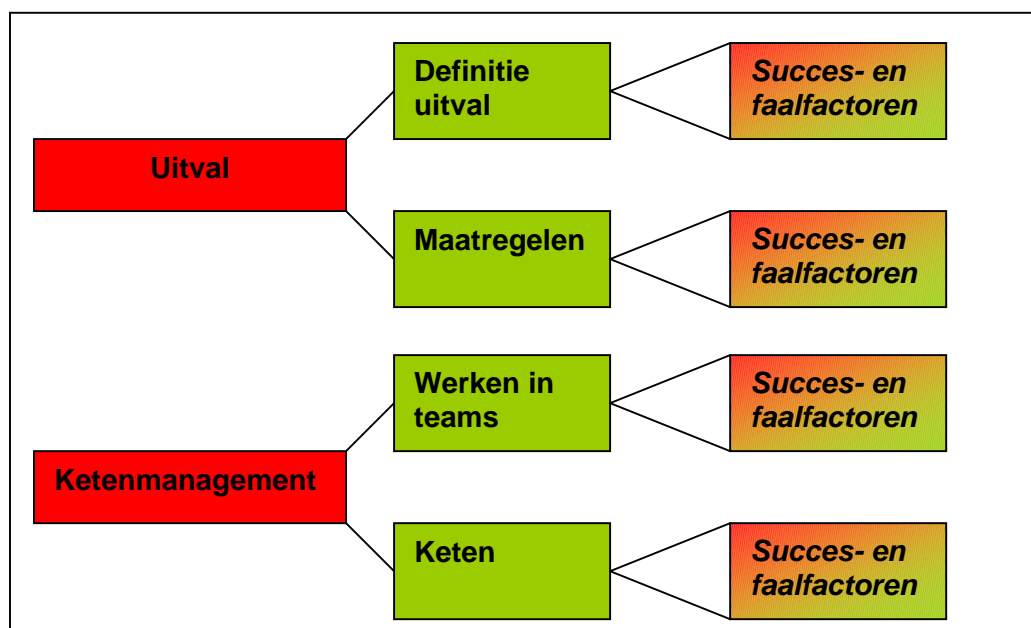 Uitval
Definitie
uitval
Succes- en
faalfactoren
Maatregelen
Succes- en
faalfactoren
Ketenmanagement
Werken in
teams
Succes- en
faalfactoren
Keten
Succes- en
faalfactoren